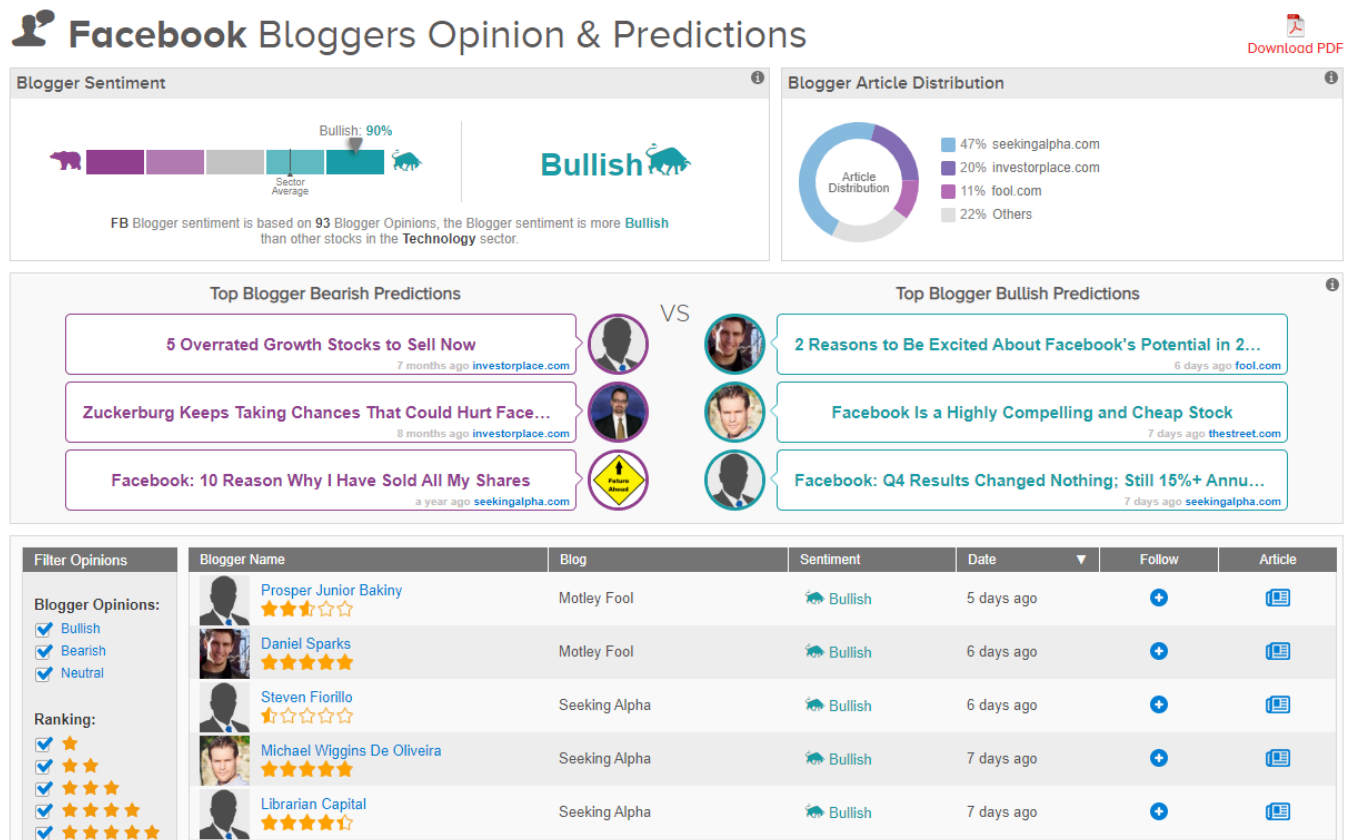 Facebook Bloggers Opinion & Predictions
Download PDF
Blogger Sentiment
Bullish: 90%
Sector
Average
Bullish
FB Blogger sentiment is based on 93 Blogger Opinions, the Blogger sentiment is more Bullish
than other stocks in the Technology sector.
Blogger Article Distribution
Article
Distribution
47% seekingalpha.com
20% investorplace.com
11% fool.com
22% Others
Top Blogger Bearish Predictions
VS
Top Blogger Bullish Predictions
5 Overrated Growth Stocks to Sell Now
7 months ago investorplace.com
Zuckerburg Keeps Taking Chances That Could Hurt Face...
8 months ago investorplace.com
Facebook: 10 Reason Why I Have Sold All My Shares
a year ago seekingalpha.com
Future
Ahead
2 Reasons to Be Excited About Facebook's Potential in 2...
6 days ago fool.com
Facebook Is a Highly Compelling and Cheap Stock
7 days ago thestreet.com
Facebook: Q4 Results Changed Nothing; Still 15%+ Annu...
7 days ago seekingalpha.com
Filter Opinions
Blogger Opinions:
Bullish
Bearish
Neutral
Ranking:
Blogger Name Blog Sentiment Date ▼ Follow Article
Prosper Junior Bakiny Motley Fool Bullish 5 days ago
Daniel Sparks Motley Fool Bullish 6 days ago
Steven Fiorillo Seeking Alpha Bullish 6 days ago
Michael Wiggins De Oliveira Seeking Alpha Bullish 7 days ago
Librarian Capital Seeking Alpha Bullish 7 days ago